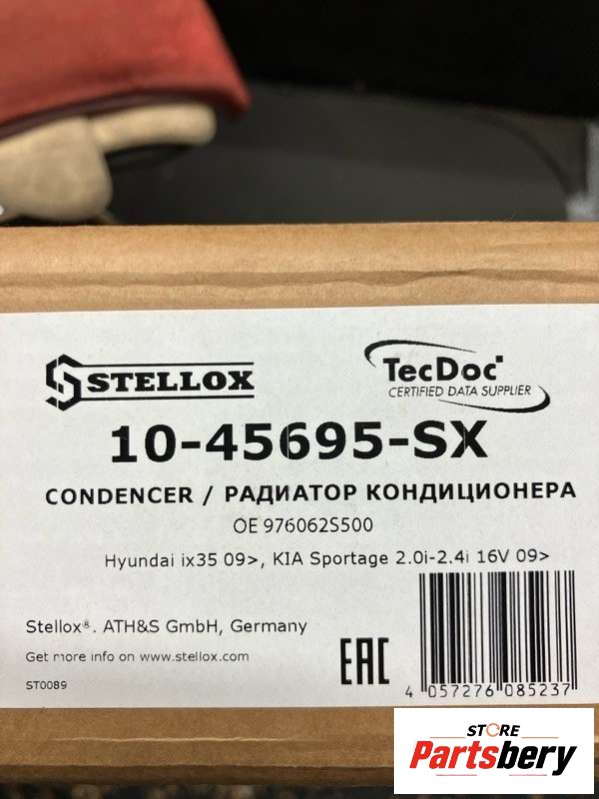 STELLOX
TecDoc
CERTIFIED DATA SUPPLIER
10-45695-SX
CONDENCER / РАДИАТОР КОНДИЦИОНЕРА
OE 976062S500
Hyundai ix35 09>, KIA Sportage 2.0i-2.4i 16V 09>
Stellox®. ATH&S GmbH, Germany
Get more info on www.stellox.com
ST0089
EAC
4 057276 085237
STORE
Partsbery